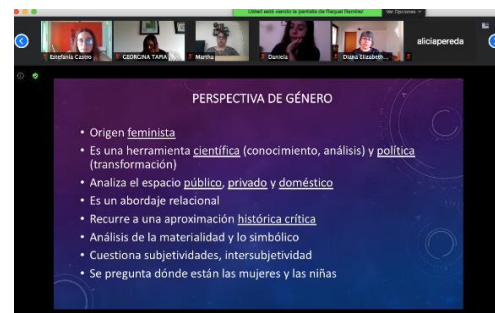 Usted está viendo la pantalla de Raquel Ramírez
Ver Opciones
Estefanía Castro
GEORGINA TAPIA
Martha
Daniela
Diana Elizabeth...
aliciapereda
PERSPECTIVA DE GÉNERO
• Origen feminista
• Es una herramienta científica (conocimiento, análisis) y política
(transformación)
• Analiza el espacio público, privado y doméstico
• Es un abordaje relacional
• Recurre a una aproximación histórica crítica
• Análisis de la materialidad y lo simbólico
• Cuestiona subjetividades, intersubjetividad
• Se pregunta dónde están las mujeres y las niñas